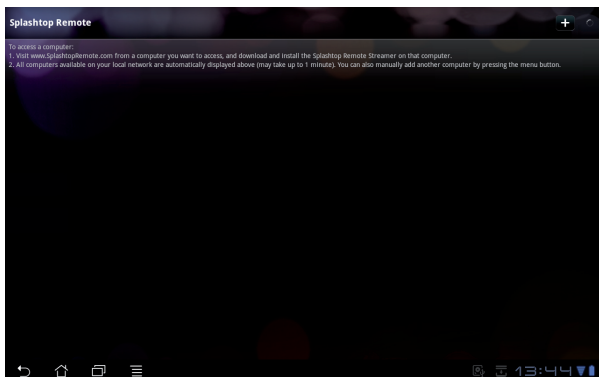 Splashtop Remote
To access a computer:
1. Visit www.SplashtopRemote.com from a computer you want to access, and download and install the Splashtop Remote Streamer on that computer.
2. All computers available on your local network are automatically displayed above (may take up to 1 minute). You can also manually add another computer by pressing the menu button.
13:44